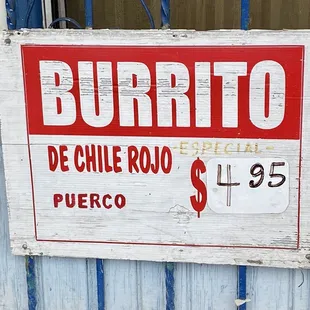 BURRITO
-ESPECIAL-
DE CHILE ROJO
PUERCO
$4.95